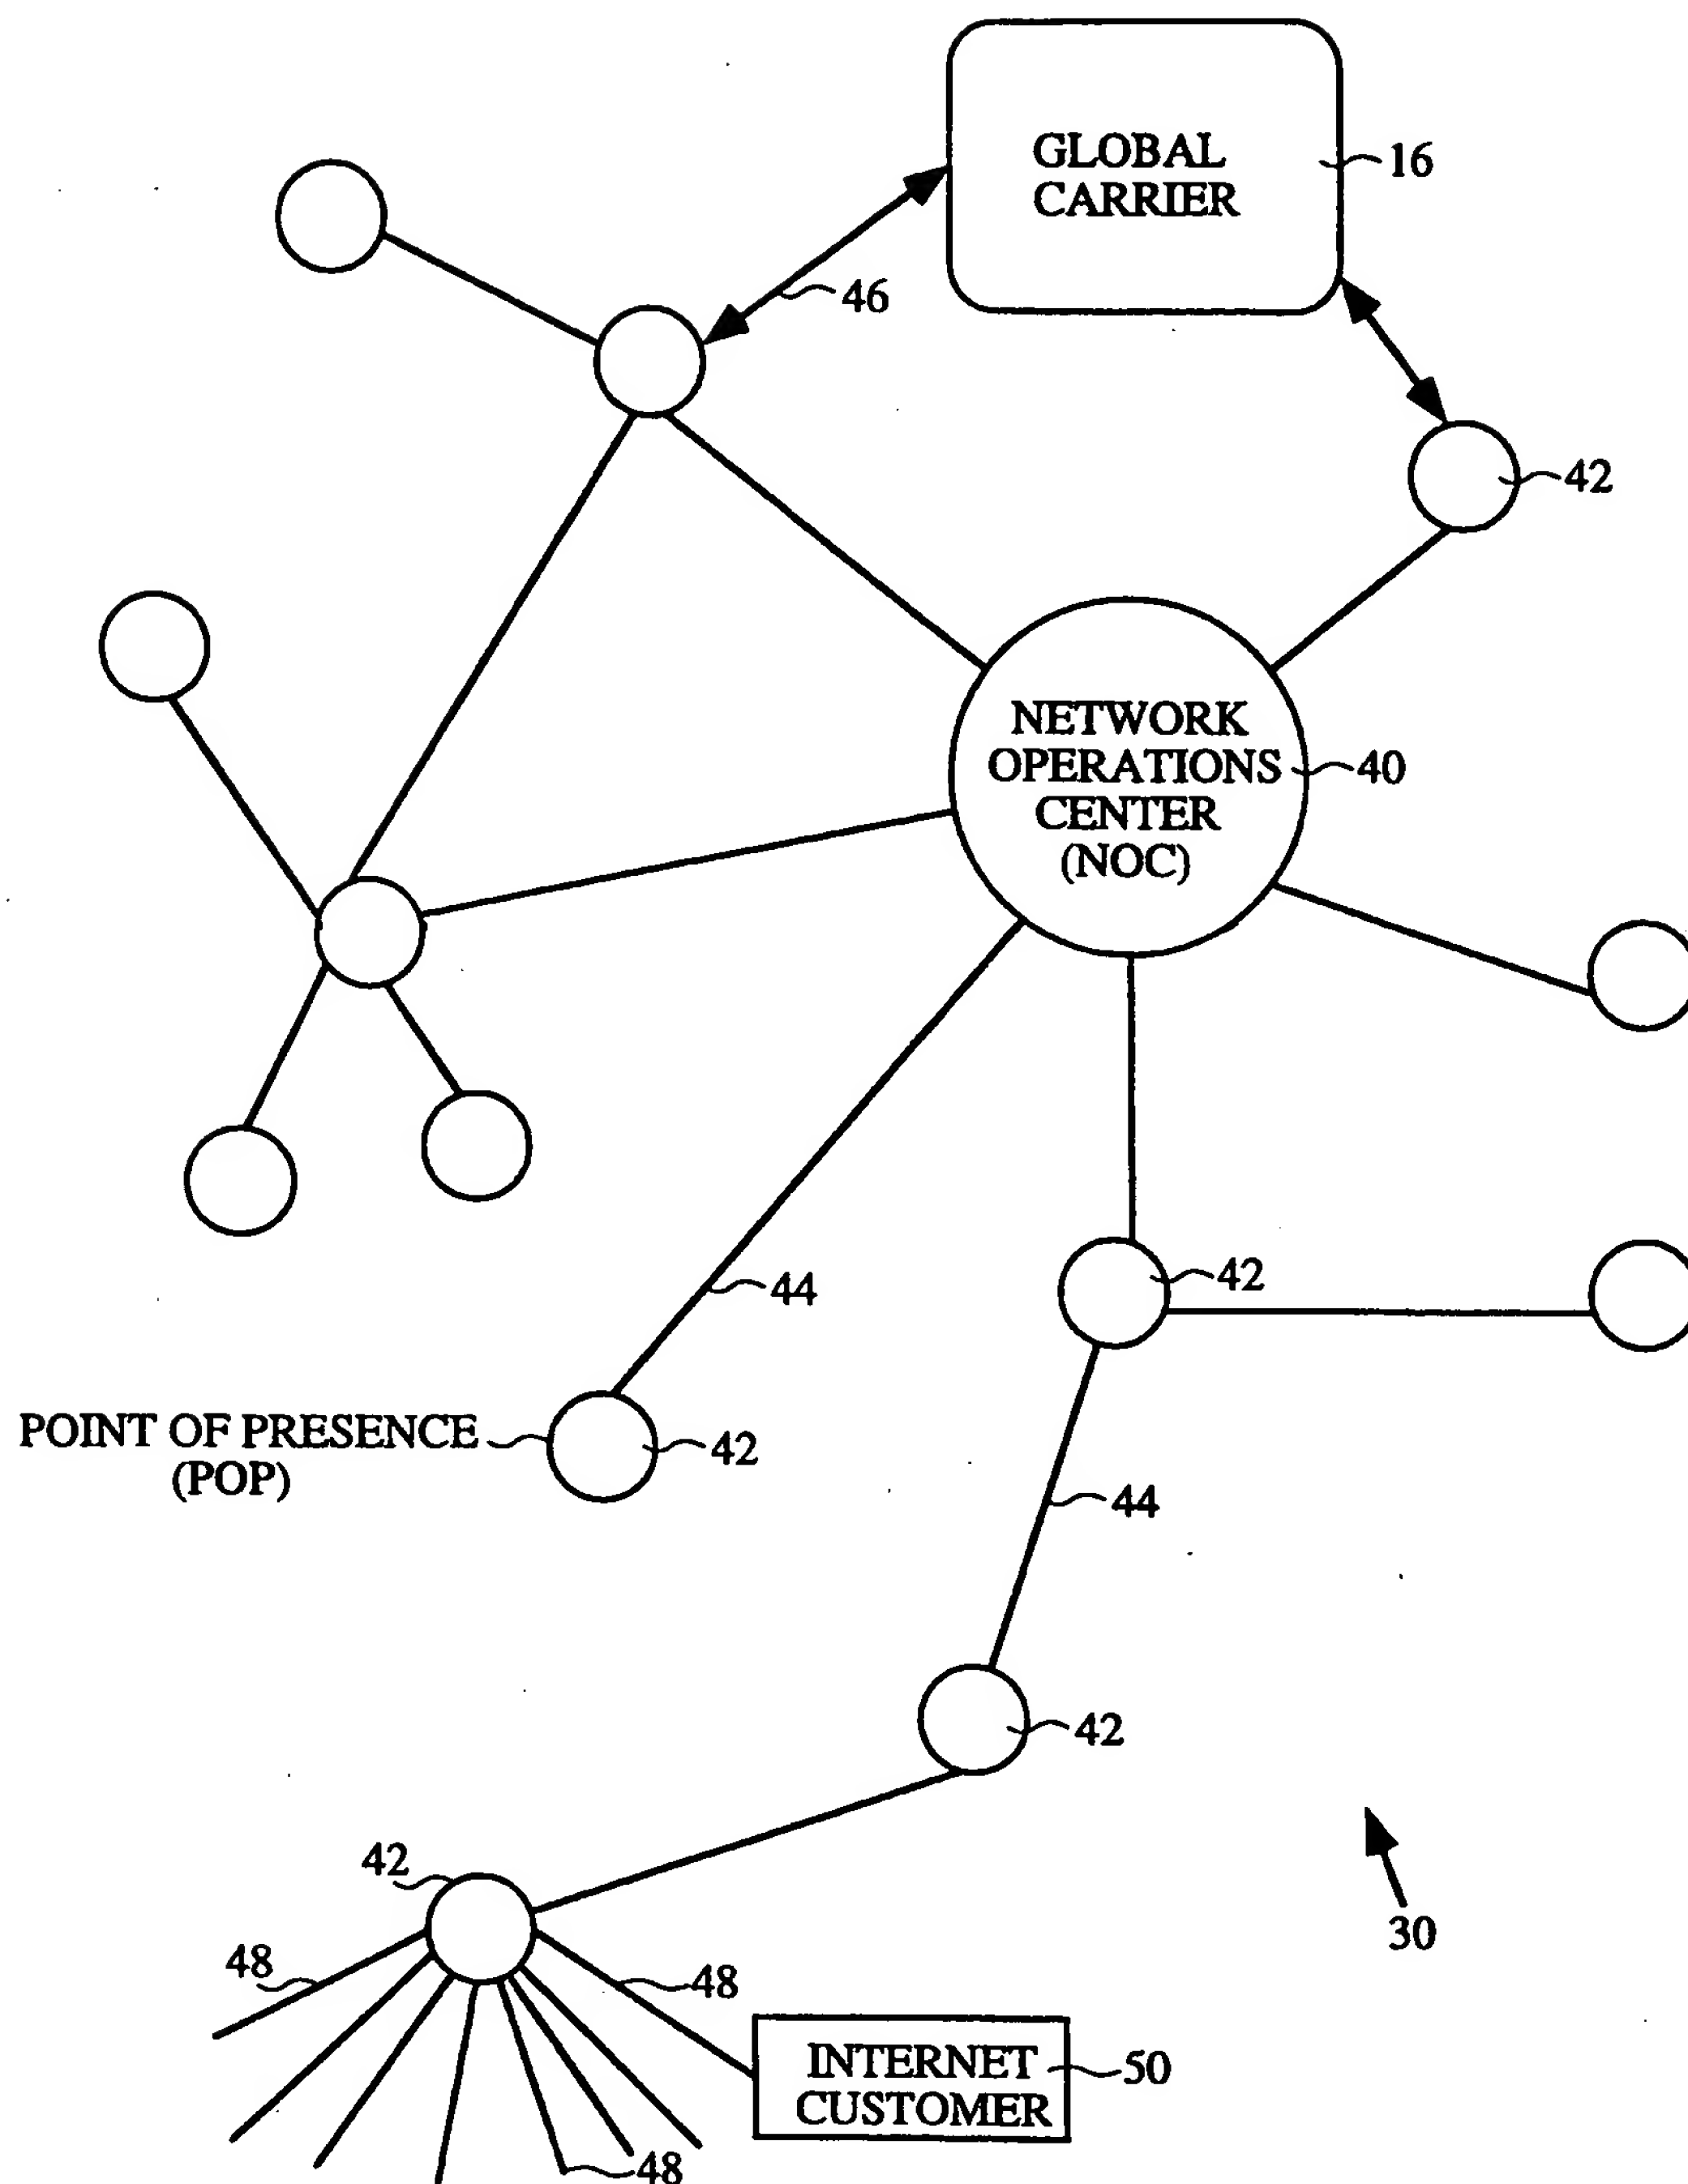 GLOBAL
CARRIER
16
46
42
NETWORK
OPERATIONS
CENTER
(NOC)
40
42
44
POINT OF PRESENCE
(POP)
42
44
42
42
30
48
48
INTERNET
CUSTOMER
50
48